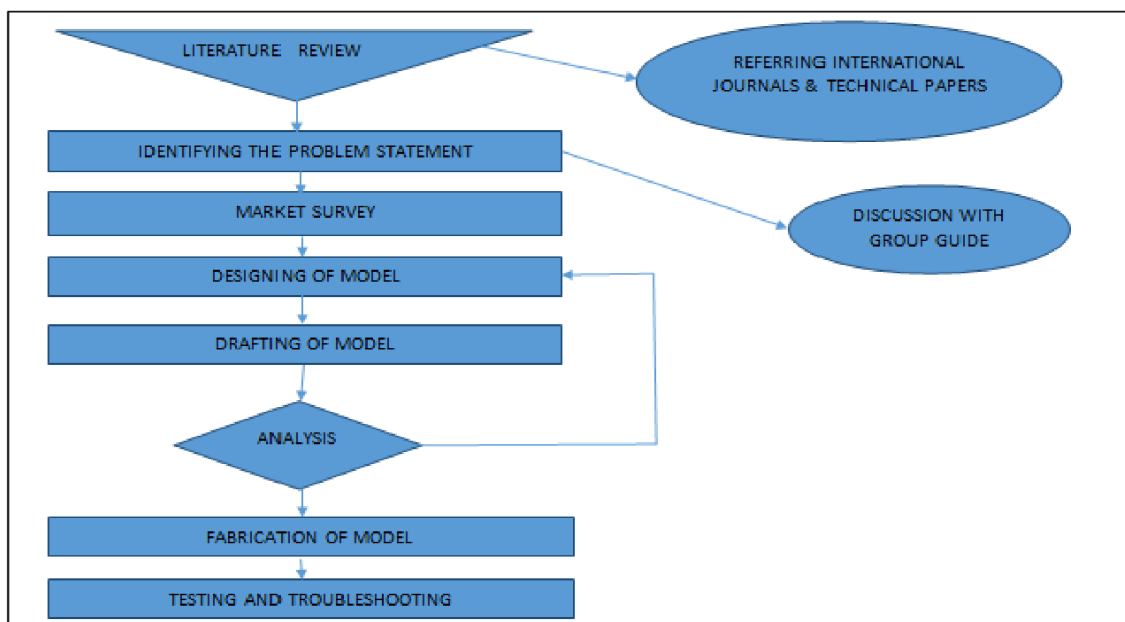 LITERATURE REVIEW
REFERRING INTERNATIONAL
JOURNALS & TECHNICAL PAPERS
IDENTIFYING THE PROBLEM STATEMENT
MARKET SURVEY
DISCUSSION WITH
GROUP GUIDE
DESIGNING OF MODEL
DRAFTING OF MODEL
ANALYSIS
FABRICATION OF MODEL
TESTING AND TROUBLESHOOTING